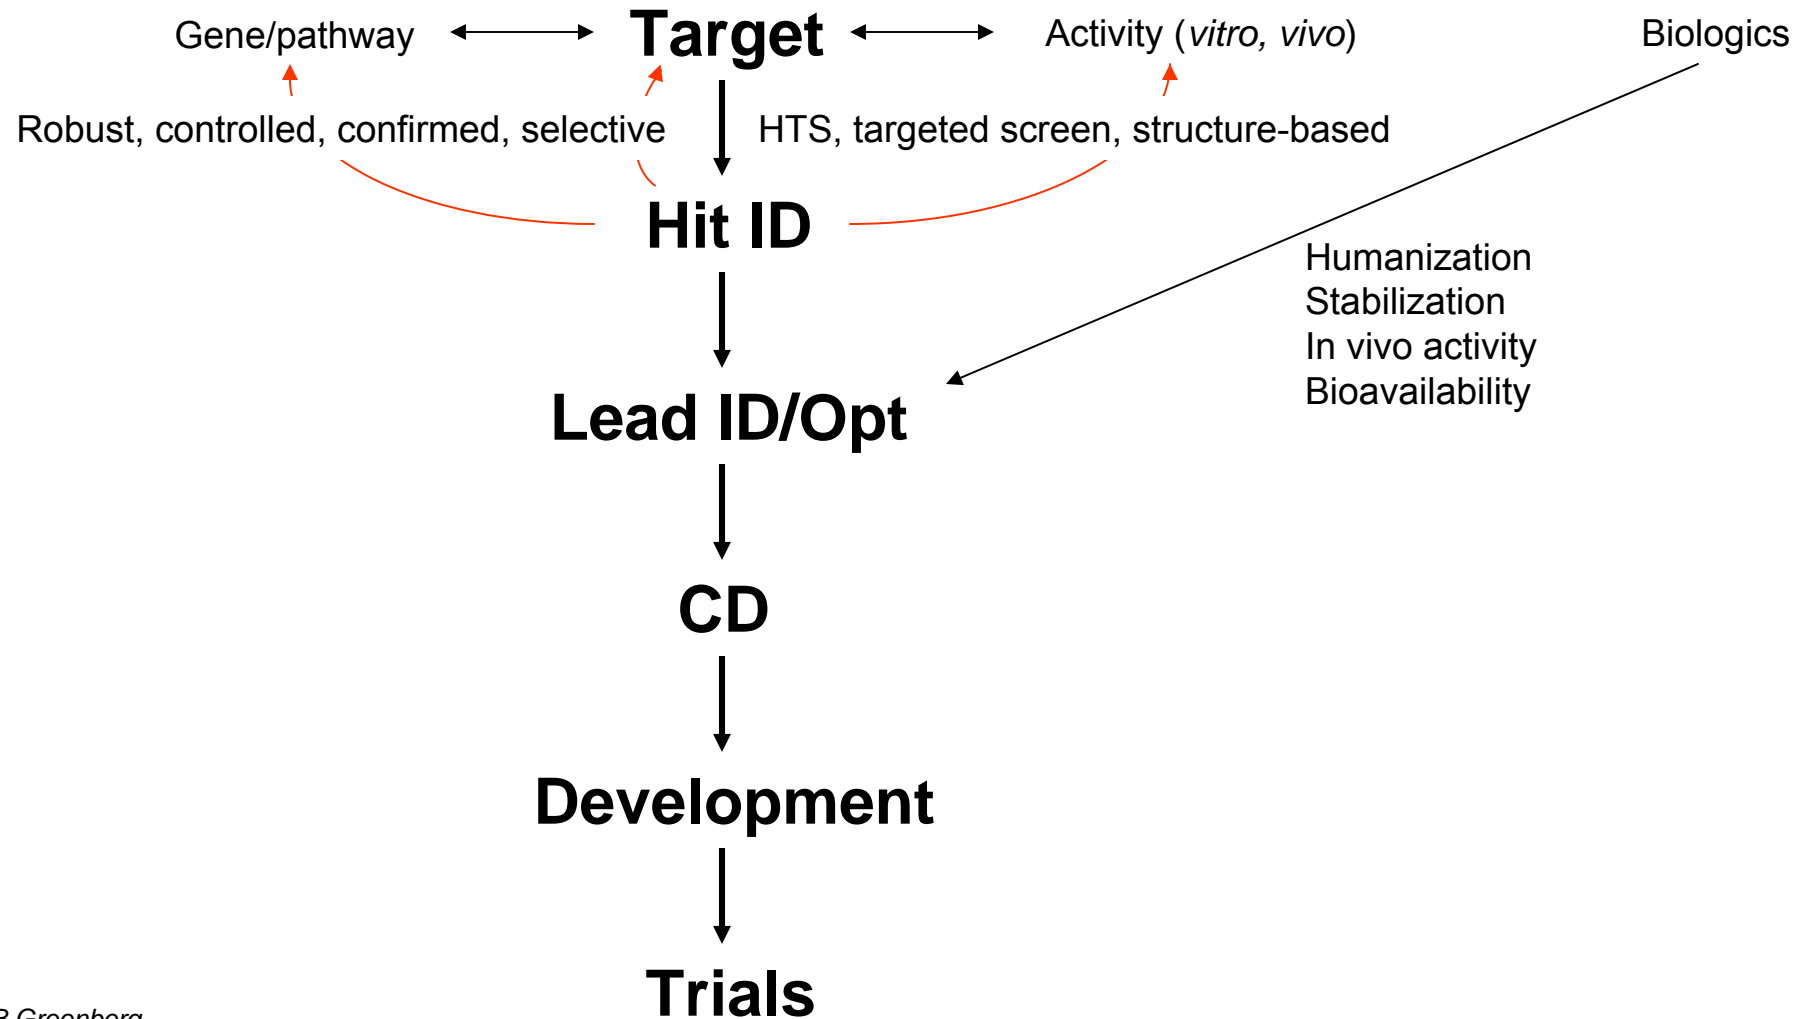 Gene/pathway
Target
Activity (vitro, vivo)
Biologics
Robust, controlled, confirmed, selective
HTS, targeted screen, structure-based
Hit ID
Humanization
Stabilization
In vivo activity
Bioavailability
Lead ID/Opt
CD
Development
Trials
Greenberg